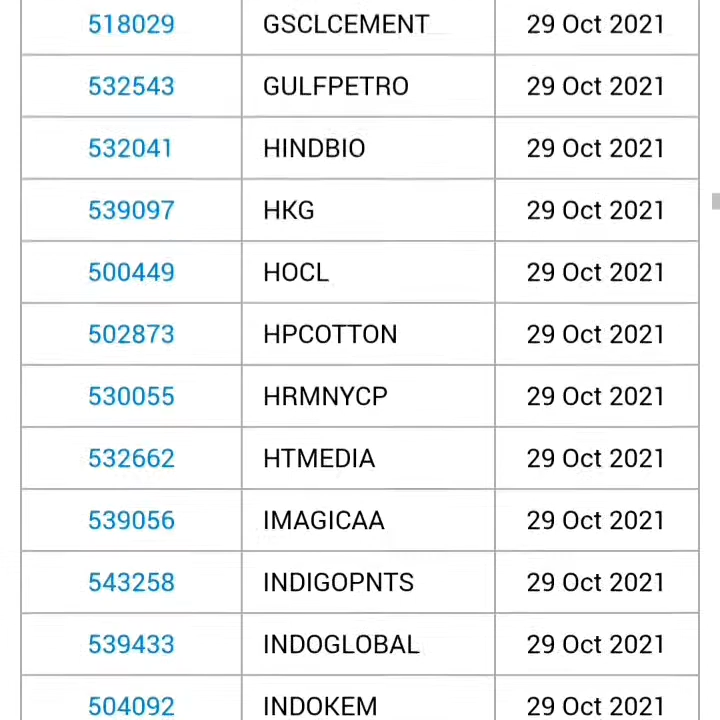 518029 GSCLCEMENT 29 Oct 2021
532543 GULFPETRO 29 Oct 2021
532041 HINDBIO 29 Oct 2021
539097 HKG 29 Oct 2021
500449 HOCL 29 Oct 2021
502873 HPCOTTON 29 Oct 2021
530055 HRMNYCP 29 Oct 2021
532662 HTMEDIA 29 Oct 2021
539056 IMAGICAA 29 Oct 2021
543258 INDIGOPNTS 29 Oct 2021
539433 INDOGLOBAL 29 Oct 2021
504092 INDOKEM 29 Oct 2021